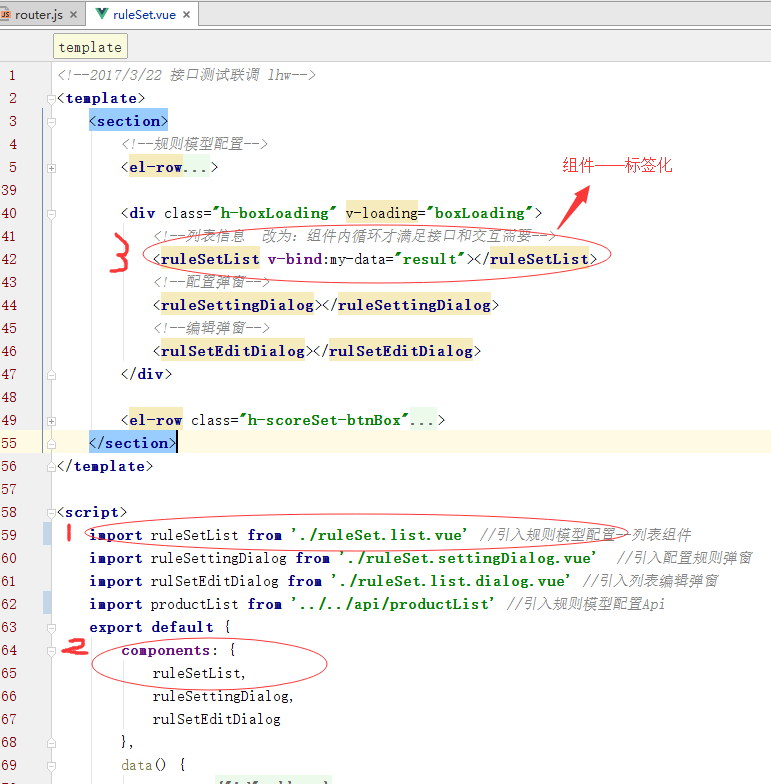 router.js ×
ruleSet.vue ×
template
1 <!--2017/3/22 接口测试联调 lhw-->
2 <template>
3 <section>
4 <!--规则模型配置-->
5 <el-row...>
组件——标签化
39
40 <div class="h-boxLoading" v-loading="boxLoading">
41 <!--列表信息 改为：组件内循环才满足接口和交互需要-->
3
42 <ruleSetList v-bind:my-data="result"></ruleSetList>
43 <!--配置弹窗-->
44 <ruleSettingDialog></ruleSettingDialog>
45 <!--编辑弹窗-->
46 <rulSetEditDialog></rulSetEditDialog>
47 </div>
48
49 <el-row class="h-scoreSet-btnBox"...>
55 </section>
56 </template>
57
58 <script>
1
59 import ruleSetList from './ruleSet.list.vue' //引入规则模型配置--列表组件
60 import ruleSettingDialog from './ruleSet.settingDialog.vue' //引入配置规则弹窗
61 import rulSetEditDialog from './ruleSet.list.dialog.vue' //引入列表编辑弹窗
62 import productList from '../../api/productList' //引入规则模型配置Api
63 export default {
2
64 components: {
65 ruleSetList,
66 ruleSettingDialog,
67 rulSetEditDialog
68 },
69 data() {